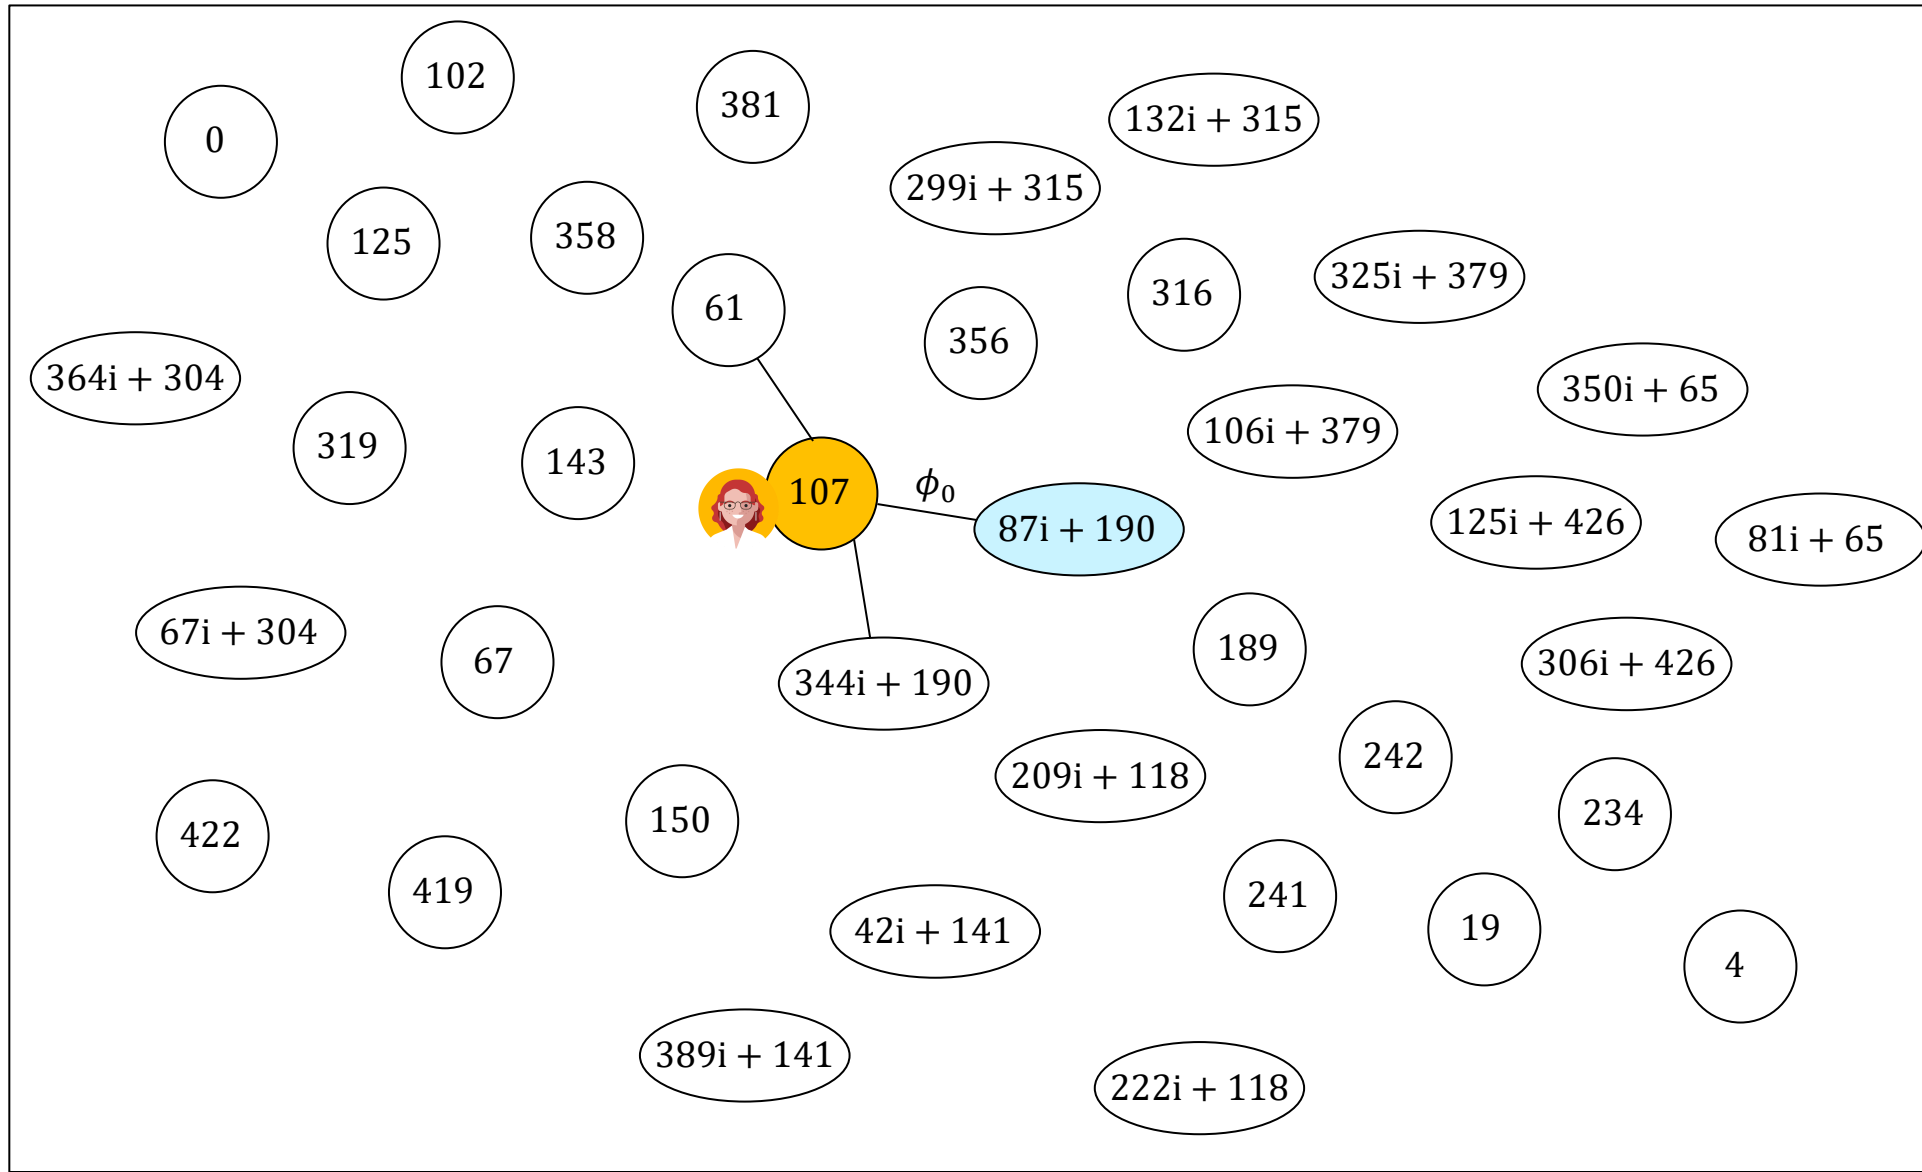 102
381
132i + 315
0
299i + 315
125
358
325i + 379
316
61
356
364i + 304
350i + 65
106i + 379
319
143
107
ϕ₀
87i + 190
125i + 426
81i + 65
67i + 304
67
344i + 190
189
306i + 426
209i + 118
242
234
422
150
419
241
42i + 141
19
4
389i + 141
222i + 118